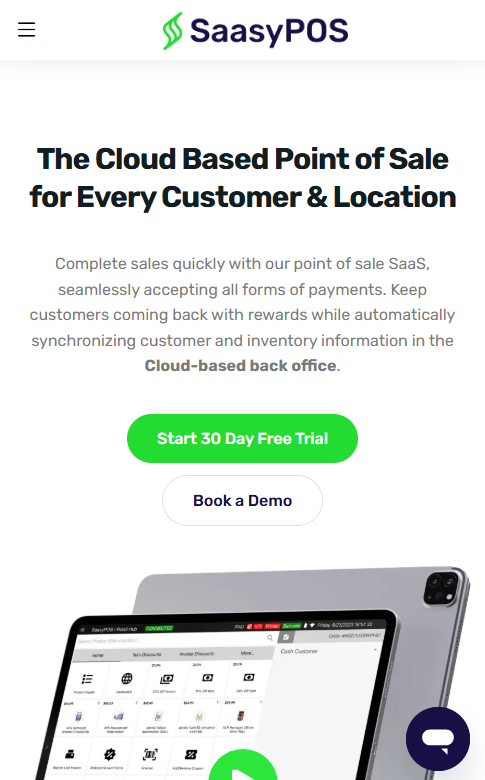 SaasyPOS
The Cloud Based Point of Sale
for Every Customer & Location
Complete sales quickly with our point of sale SaaS,
seamlessly accepting all forms of payments. Keep
customers coming back with rewards while automatically
synchronizing customer and inventory information in the
Cloud-based back office.
Start 30 Day Free Trial
Book a Demo
SaasyPOS / Retail Hub CONNECTED
Cash Customer
Home Item Discounts Invoice Discounts More...